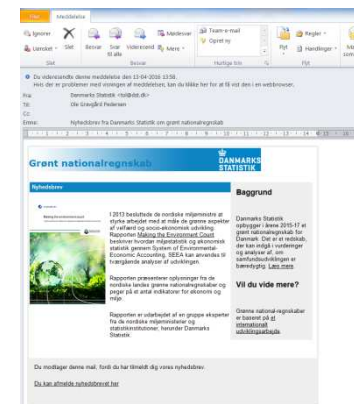 Meddelelse
Ignorer
Uønsket
Slet
Besvar
Svar til alle
Videresend
Mødesvar
Mere
Team-e-mail
Opret ny
Flyt
Regler
Handlinger
Slet
Besvar
Hurtige trin
Flyt
Du videresendte denne meddelelse den 13-04-2016 13:58.
Hvis der er problemer med visningen af meddelelsen, kan du klikke her for at få vist den i en webbrowser.
Fra:
Danmarks Statistik
Til:
Ole Gravgård Pedersen
Cc:
Emne:
Nyhedsbrev fra Danmarks Statistik om grønt nationalregnskab
Grønt nationalregnskab
DANMARKS
STATISTIK
Nyhedsbrev
I 2013 besluttede de nordiske miljøministre at
styrke arbejdet med at måle de grønne aspekter
af velfærd og socio-økonomisk udvikling.
Rapporten Making the Environment Count
beskriver hvordan miljøstatistik og økonomisk
statistik gennem System of Environmental-
Economic Accounting, SEEA kan anvendes til
tværgående analyser af udviklingen.
Rapporten præsenterer oplysninger fra de
nordiske landes grønne nationalregnskaber og
peger på et antal indikatorer for økonomi og
miljø.
Rapporten er udarbejdet af en gruppe eksperter
fra de nordiske miljøministerier og
statistikinstitutioner, herunder Danmarks
Statistik.
Baggrund
Danmarks Statistik
opbygger i årene 2015-17 et
grønt nationalregnskab for
Danmark. Det er et redskab,
der kan indgå i vurderinger
og analyser af, om
samfundsudviklingen er
bæredygtig. Læs mere.
Vil du vide mere?
Grønne national-regnskaber
er baseret på et
internationalt
udviklingsarbejde.
Du modtager denne mail, fordi du har tilmeldt dig vores nyhedsbrev.
Du kan afmelde nyhedsbrevet her